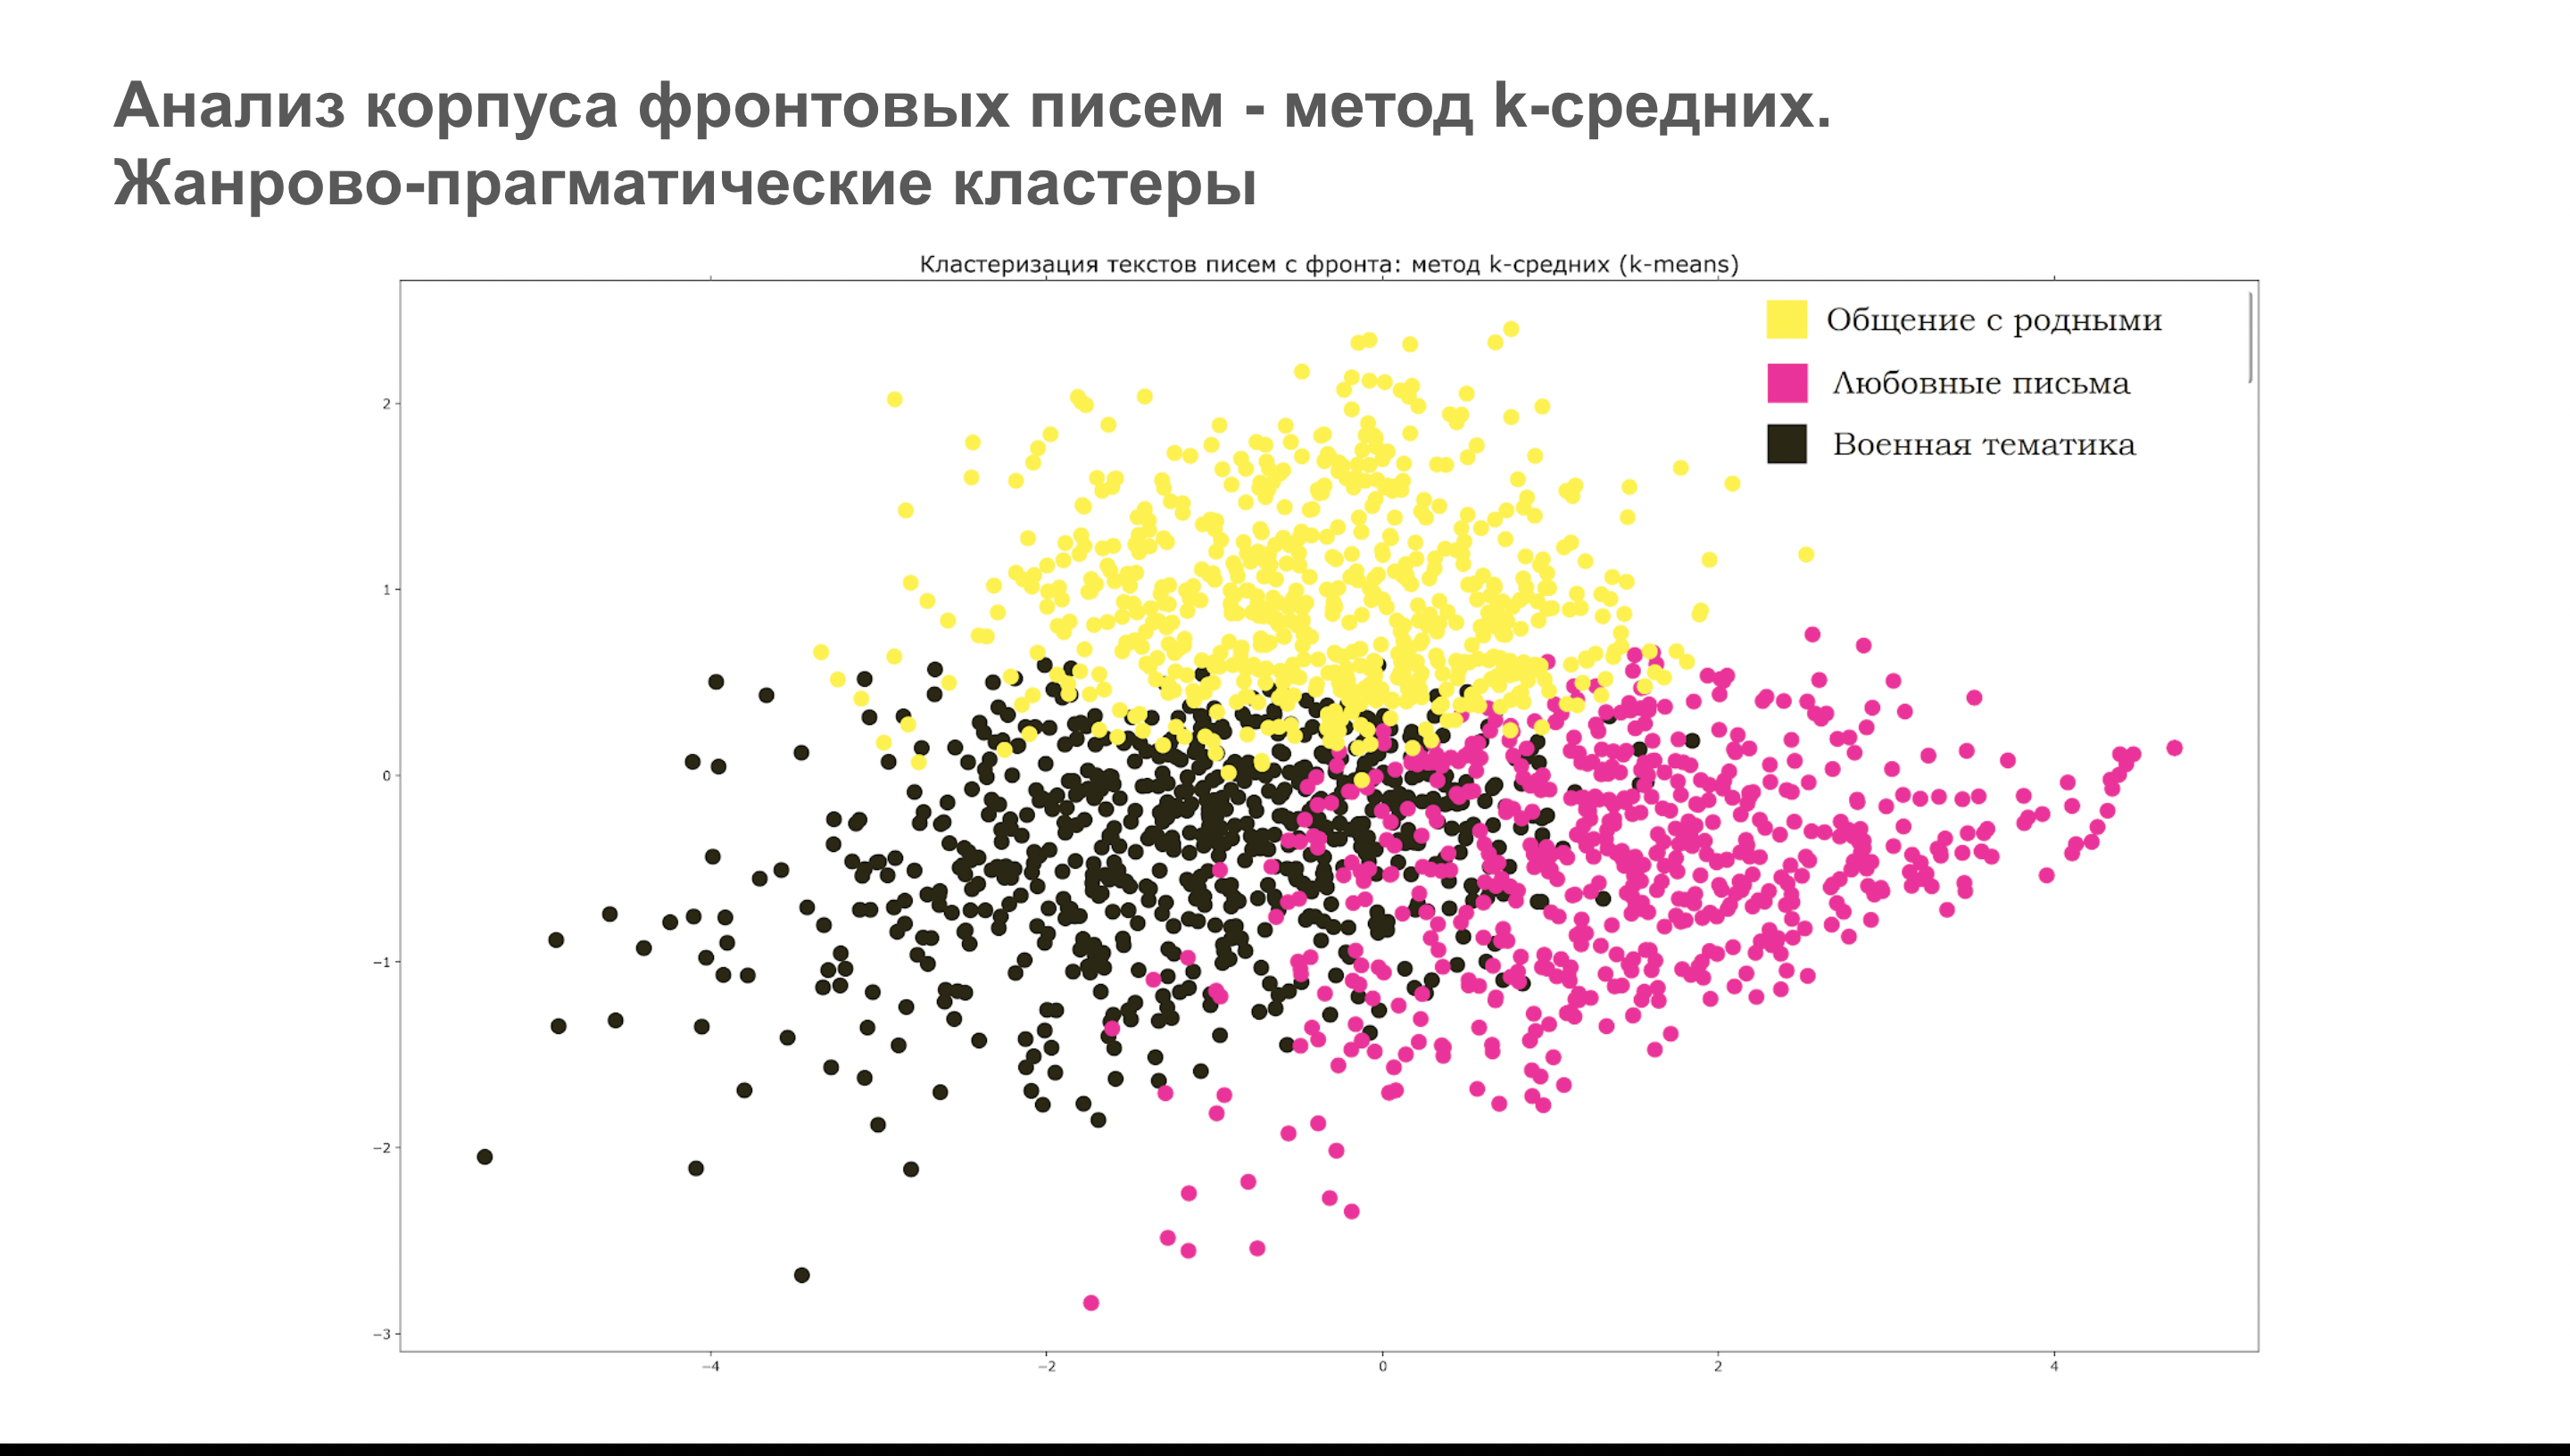 Анализ корпуса фронтовых писем - метод k-средних.
Жанрово-прагматические кластеры
Кластеризация текстов писем с фронта: метод k-средних (k-means)
Общение с родными
Любовные письма
Военная тематика
2
1
0
−1
−2
−3
−4
−2
0
2
4